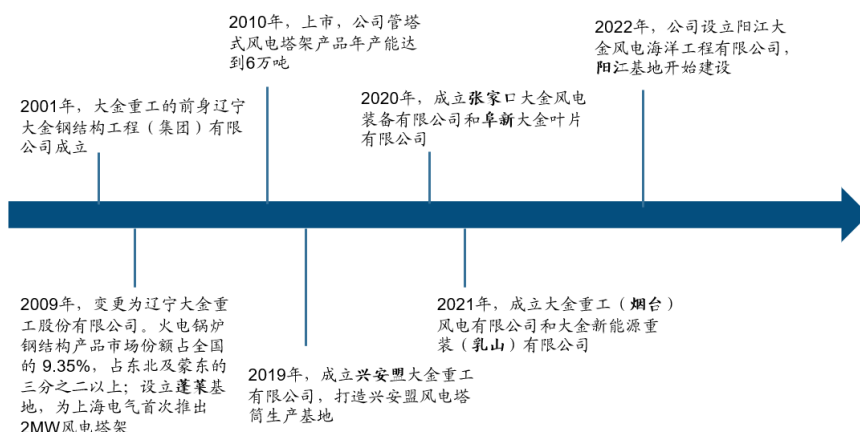 2001年，大金重工的前身辽宁
大金钢结构工程（集团）有限
公司成立
2009年，变更为辽宁大金重
工股份有限公司。火电锅炉
钢结构产品市场份额占全国
的 9.35%，占东北及蒙东的
三分之二以上；设立蓬莱基
地，为上海电气首次推出
2MW风电塔架
2010年，上市，公司管塔
式风电塔架产品年产能达
到6万吨
2019年，成立兴安盟大金重工
有限公司，打造兴安盟风电塔
筒生产基地
2020年，成立张家口大金风电
装备有限公司和阜新大金叶片
有限公司
2021年，成立大金重工（烟台）
风电有限公司和大金新能源重
装（乳山）有限公司
2022年，公司设立阳江大
金风电海洋工程有限公司，
阳江基地开始建设